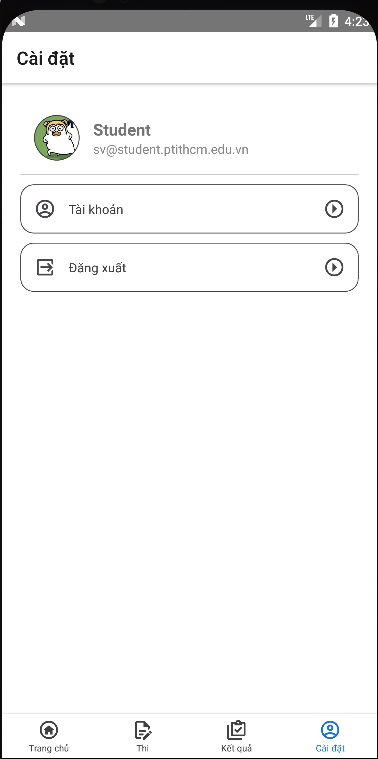 LTE 4:23
Cài đặt
Student
sv@student.ptithcm.edu.vn
Tài khoản
Đăng xuất
Trang chủ
Thi
Kết quả
Cài đặt